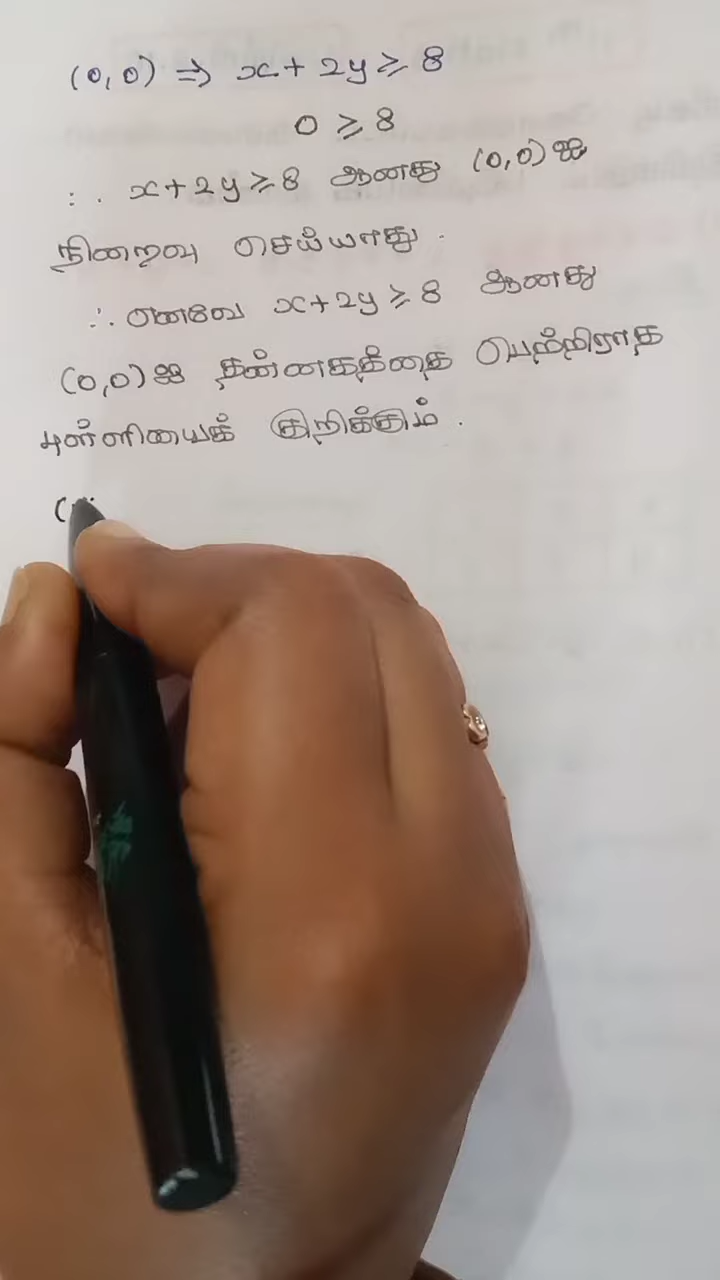 (0,0) ⇒ x + 2y ≥ 8
0 ≥ 8
∴ x+2y ≥ 8 ஆனது (0,0) ஐ
நிறைவு செய்யாது.
∴ எனவே x+2y ≥ 8 ஆனது
(0,0) ஐ தன்னகத்தை பெற்றிராத
புள்ளியைக் குறிக்கும்.
(